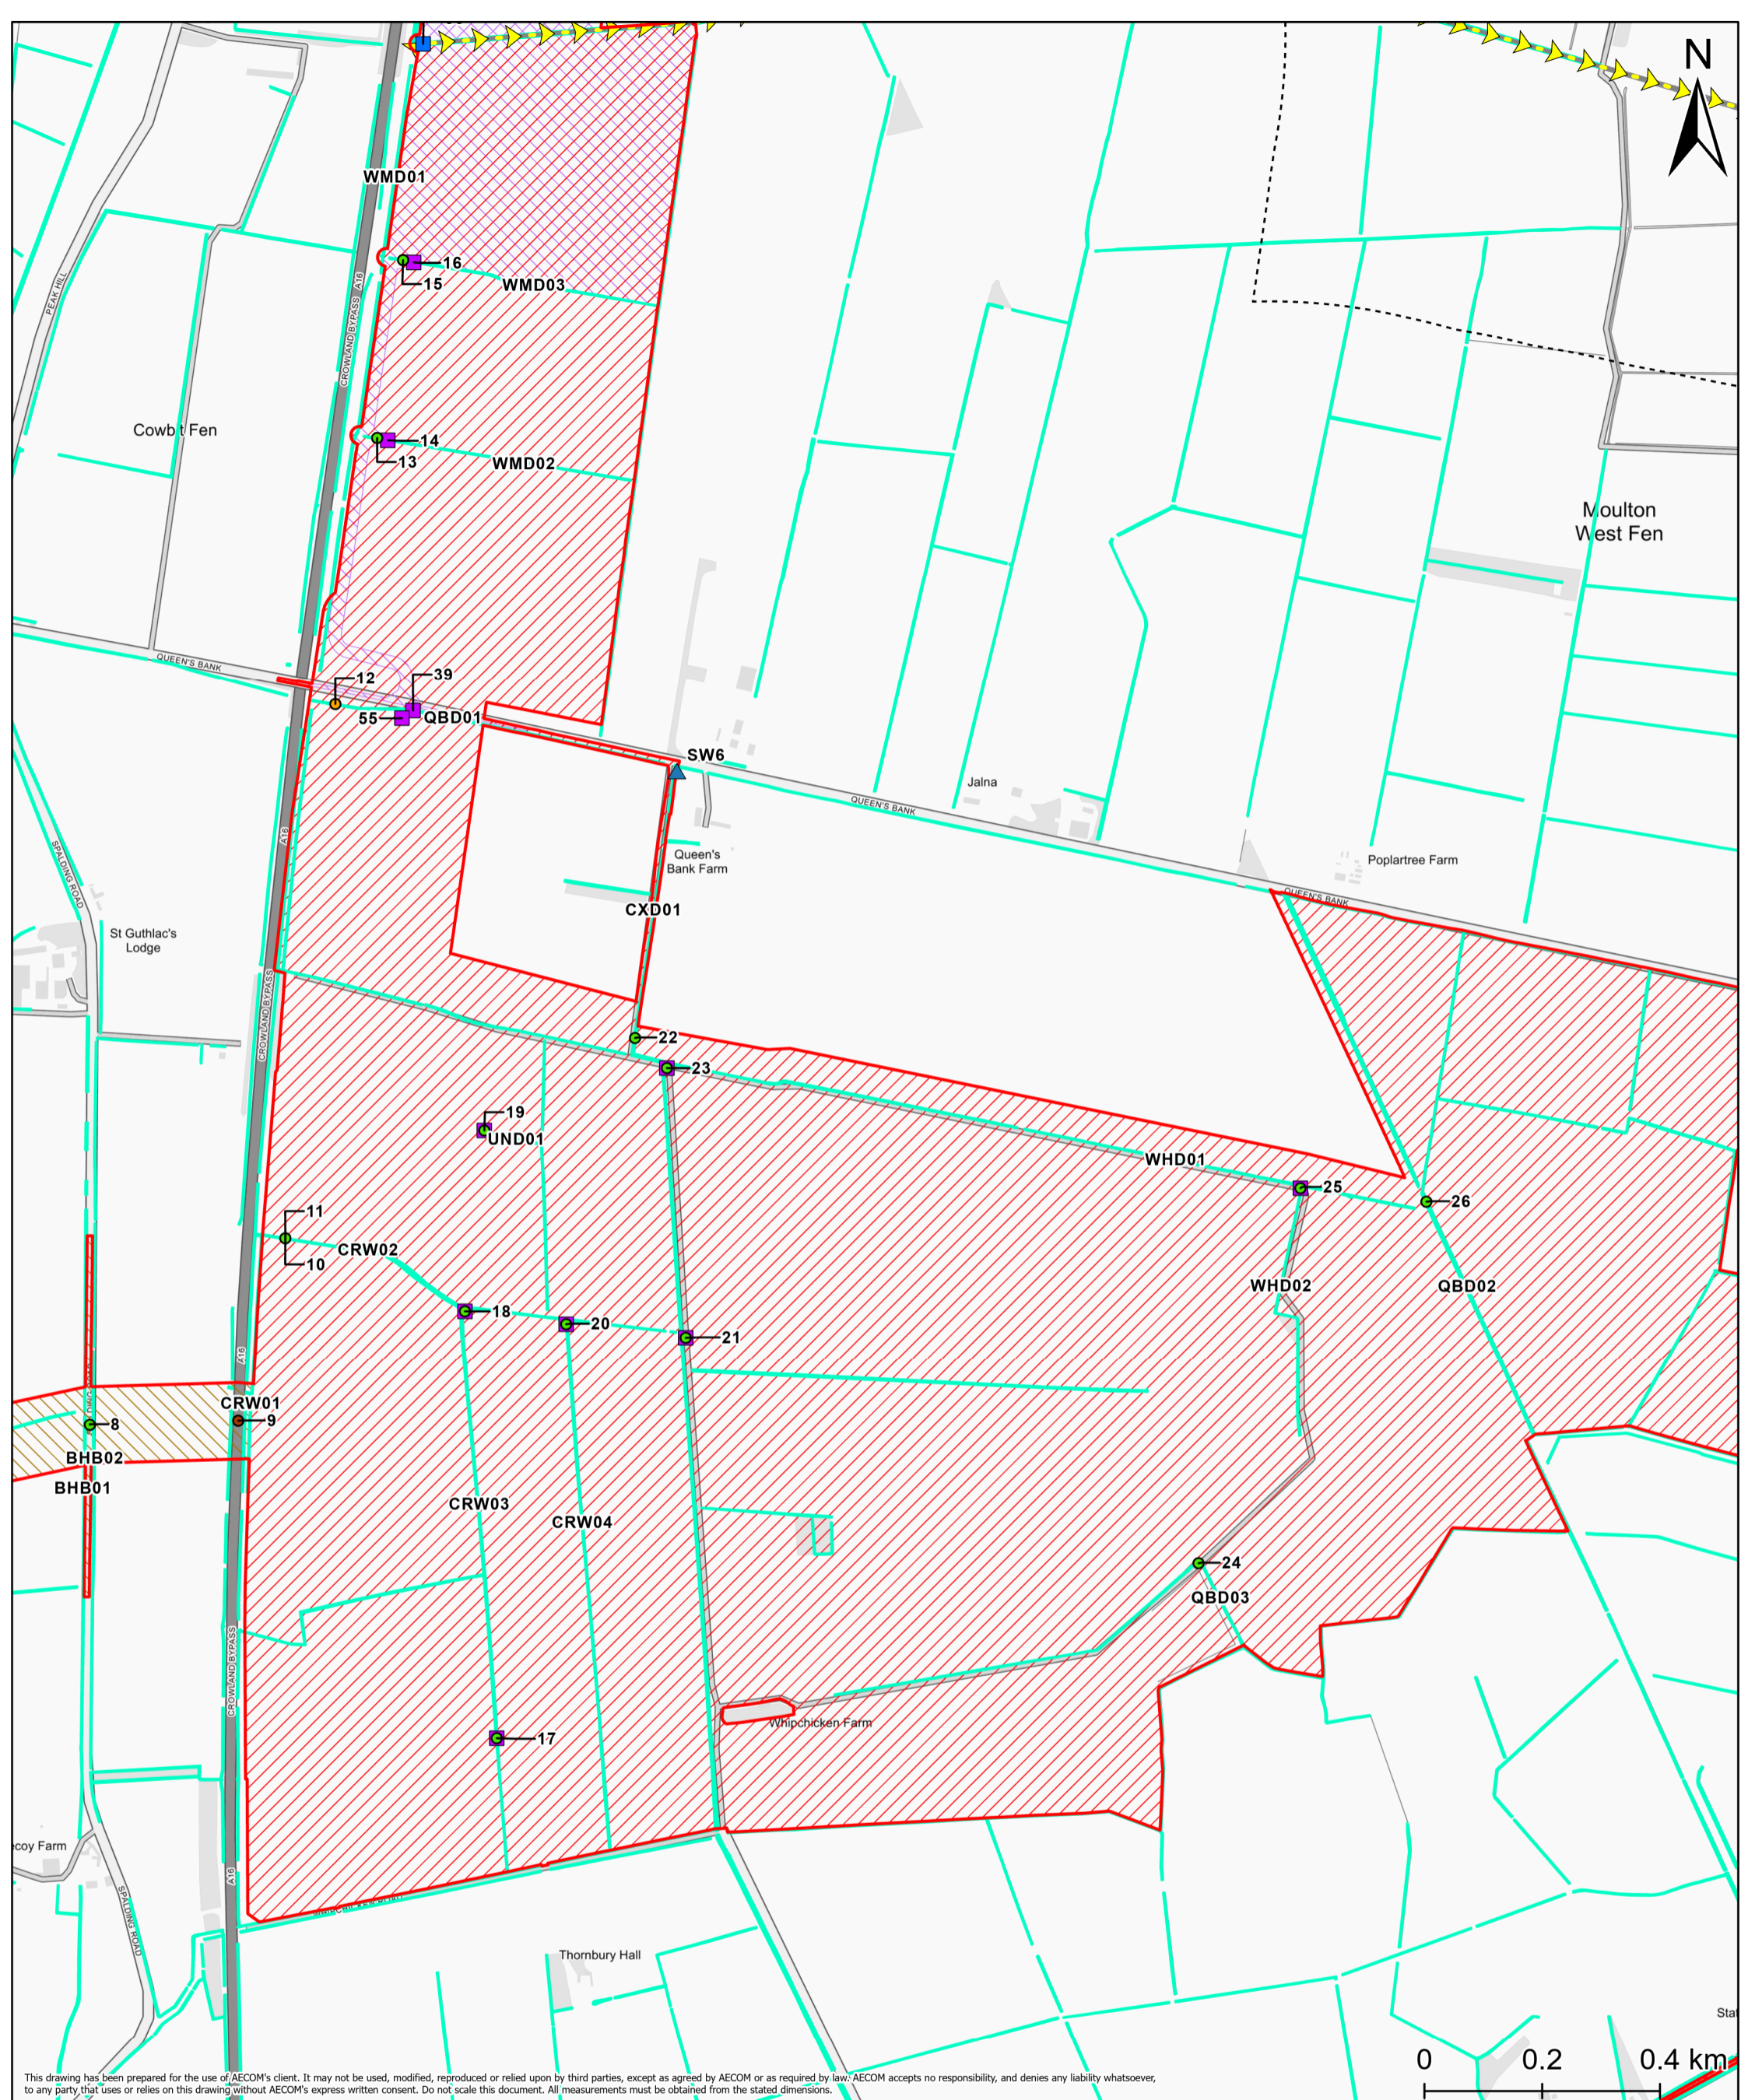 N
WMD01
PEAK HILL
CROWLAND BYPASS
A16
16
15
WMD03
Cowbit Fen
14
13
WMD02
Moulton
West Fen
QUEEN'S BANK
12
39
55
QBD01
SW6
QUEEN'S BANK
Jalna
A16
SPALDING ROAD
Queen's
Bank Farm
Poplartree Farm
QUEEN'S BANK
CXD01
St Guthlac's
Lodge
CROWLAND BYPASS
22
23
19
UND01
WHD01
25
26
11
10
CRW02
WHD02
QBD02
18
20
21
A16
CRW01
9
8
BHB02
BHB01
CRW03
CRW04
24
QBD03
CROWLAND BYPASS
17
Whipchicken Farm
coy Farm
A16
SPALDING ROAD
Thornbury Hall
0 0.2 0.4 km
This drawing has been prepared for the use of AECOM's client. It may not be used, modified, reproduced or relied upon by third parties, except as agreed by AECOM or as required by law. AECOM accepts no responsibility, and denies any liability whatsoever,
to any party that uses or relies on this drawing without AECOM's express written consent. Do not scale this document. All measurements must be obtained from the stated dimensions.